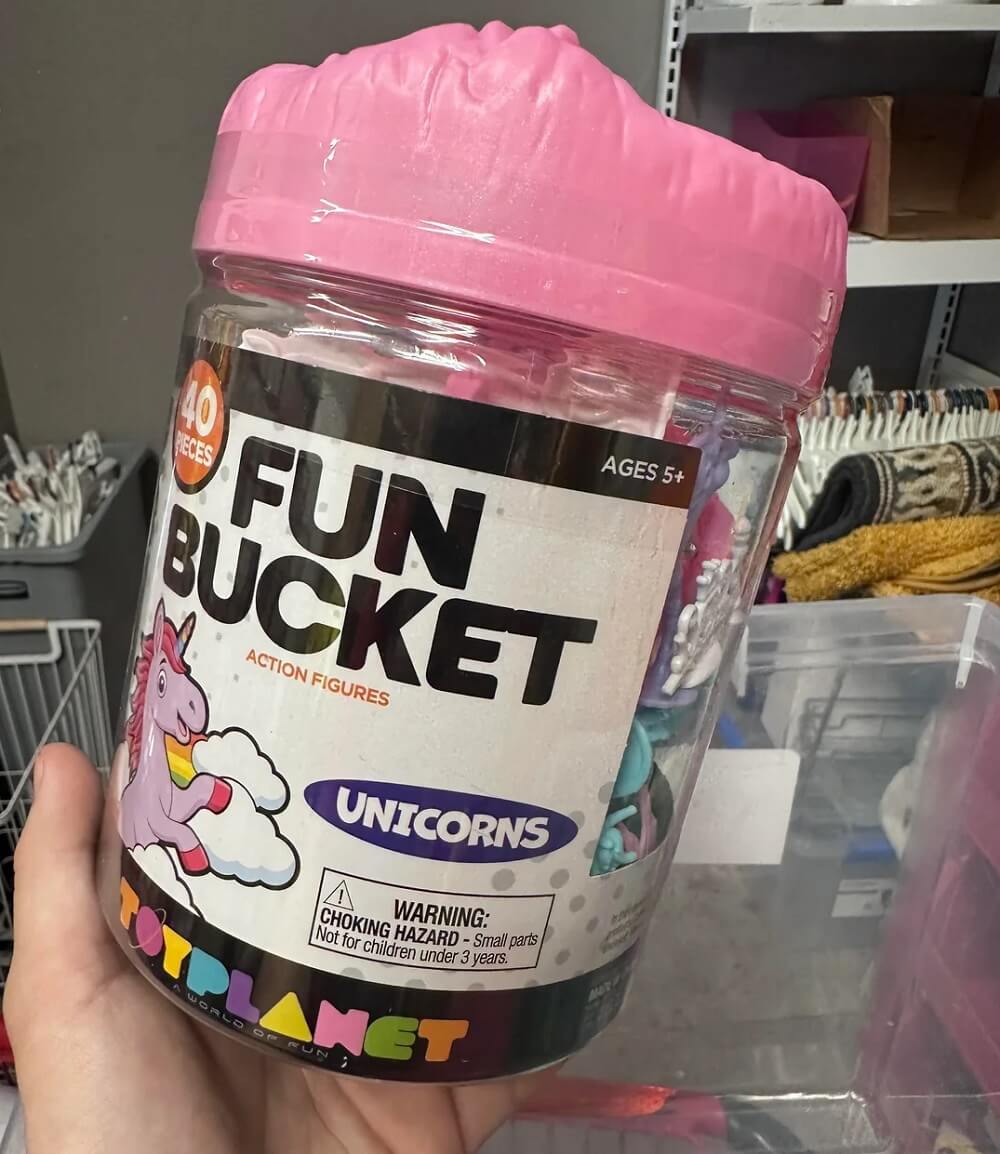 40
PIECES
AGES 5+
FUN
BUCKET
ACTION FIGURES
UNICORNS
WARNING:
CHOKING HAZARD - Small parts
Not for children under 3 years.
TOYPLANET
A WORLD OF FUN